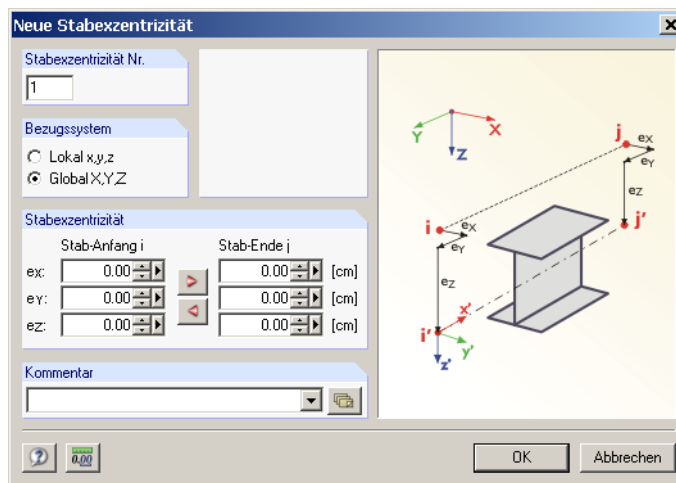 Neue Stabexzentrizität
Stabexzentrizität Nr.
1
Bezugssystem
Lokal x,y,z
Global X,Y,Z
Stabexzentrizität
Stab-Anfang i
Stab-Ende j
ex: 0.00 > 0.00 [cm]
eY: 0.00 0.00 [cm]
eZ: 0.00 < 0.00 [cm]
Kommentar
0.00
OK
Abbrechen
Y
X
Z
j
eX
eY
eZ
j'
i
eX
eY
eZ
x'
i'
y'
z'